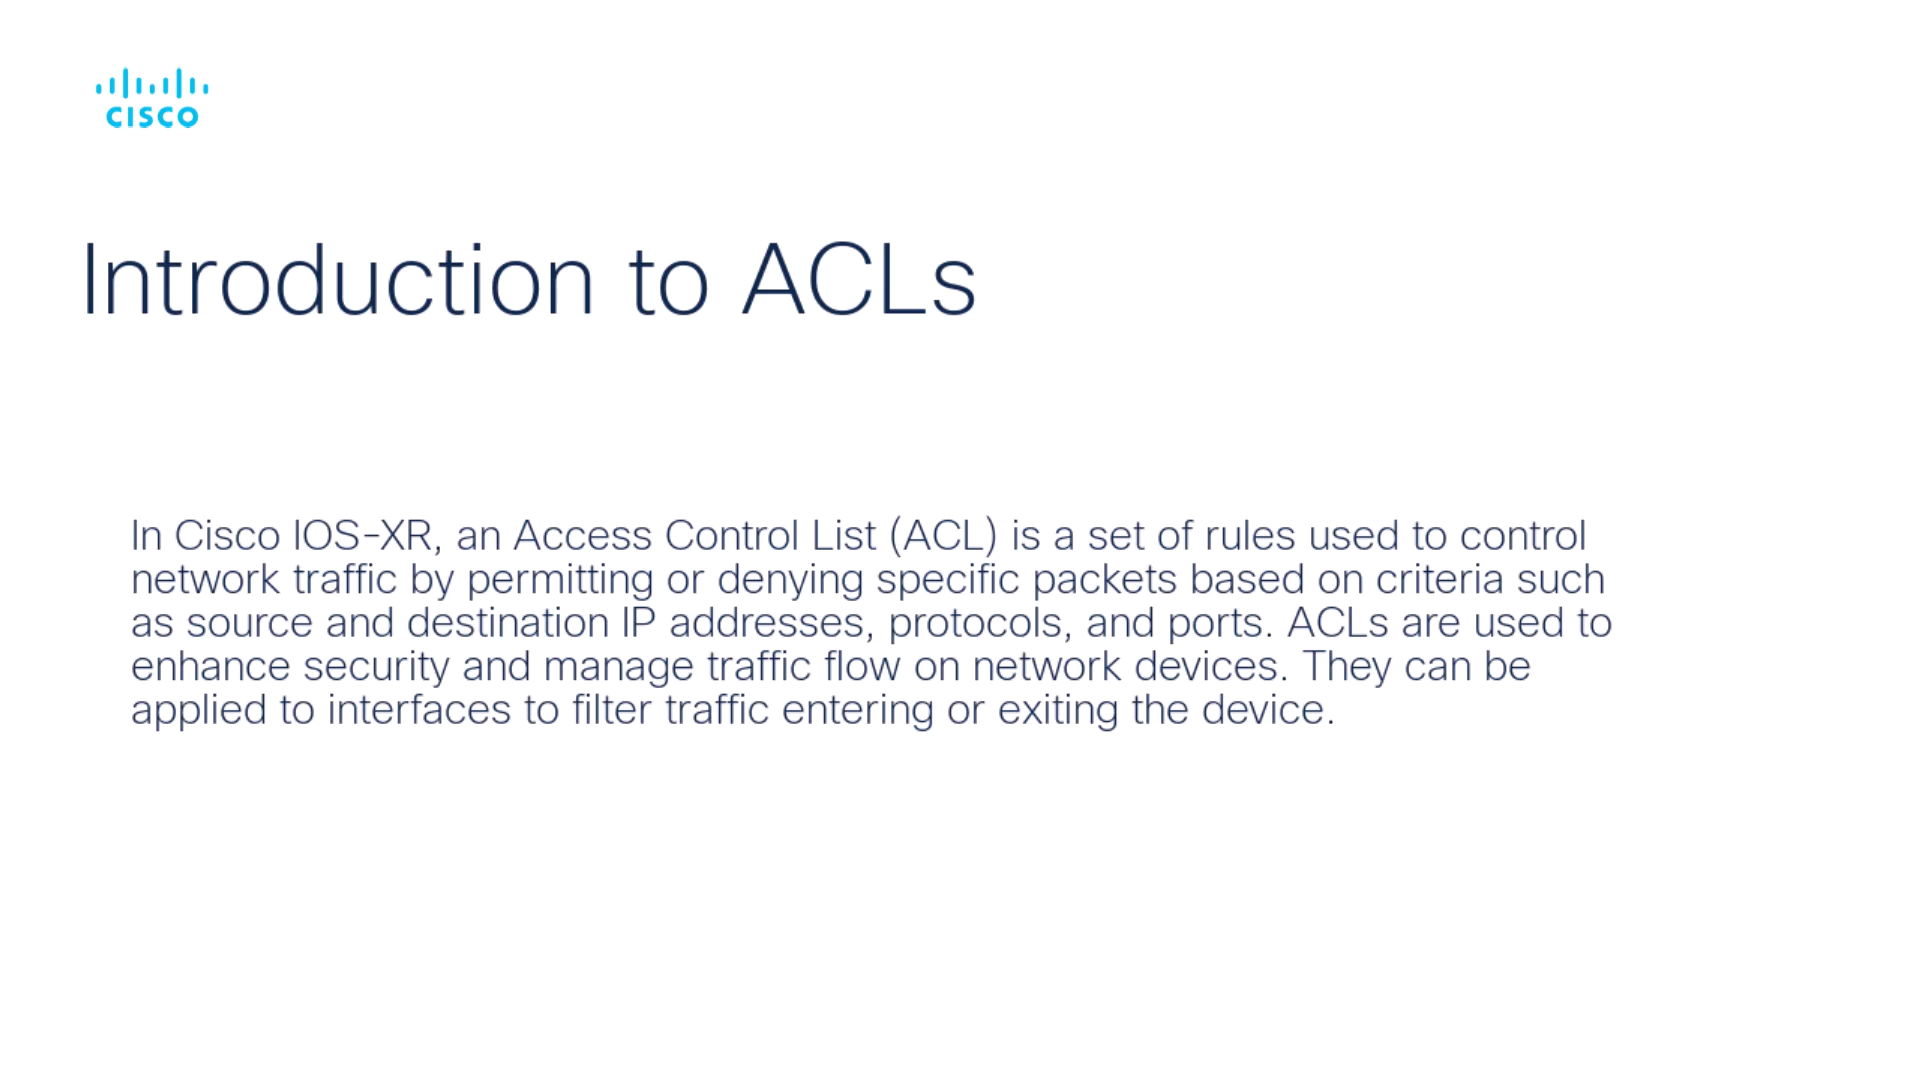 CISCO
Introduction to ACLs
In Cisco IOS-XR, an Access Control List (ACL) is a set of rules used to control
network traffic by permitting or denying specific packets based on criteria such
as source and destination IP addresses, protocols, and ports. ACLs are used to
enhance security and manage traffic flow on network devices. They can be
applied to interfaces to filter traffic entering or exiting the device.